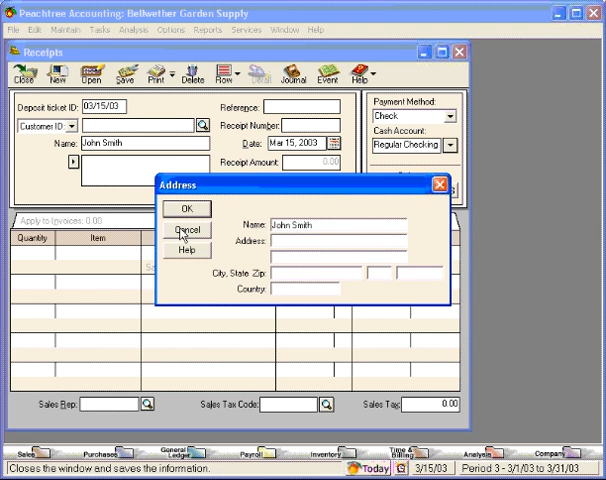 Peachtree Accounting: Bellwether Garden Supply
File Edit Maintain Tasks Analysis Options Reports Services Window Help
Receipts
Close New Open Save Print Delete Row Detail Journal Event Help
Deposit ticket ID: 03/15/03
Reference:
Payment Method:
Check
Customer ID:
Receipt Number:
Cash Account:
Name: John Smith
Date: Mar 15, 2003
Regular Checking
Receipt Amount: 0.00
Address
OK
Cancel
Help
Name: John Smith
Address:
City, State Zip:
Country:
Apply to Invoices: 0.00
Quantity Item
Sales Rep:
Sales Tax Code:
Sales Tax: 0.00
Sales Purchases General Ledger Payroll Inventory Time & Billing Analysis Company
Closes the window and saves the information.
Today 3/15/03 Period 3 - 3/1/03 to 3/31/03